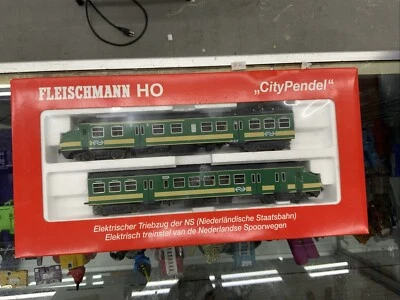 FLEISCHMANN HO
„CityPendel"
Elektrischer Triebzug der NS (Niederländische Staatsbahn)
Elektrisch treinstel van de Nederlandse Spoorwegen